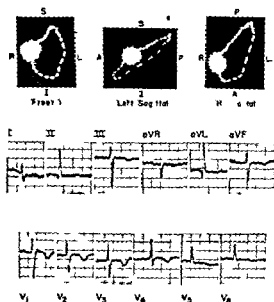 S S P
R L A P R L
I I A
Left Sagittal
I II III aVR aVL aVF
V₁ V₂ V₃ V₄ V₅ V₆